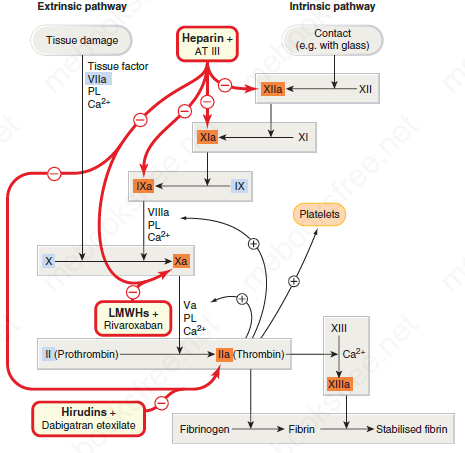 Extrinsic pathway
Intrinsic pathway
Tissue damage
Heparin +
AT III
Contact
(e.g. with glass)
Tissue factor
VIIa
PL
Ca2+
XIIa
XII
XIa
XI
IXa
IX
VIIIa
PL
Ca2+
Platelets
X
Xa
LMWHs +
Rivaroxaban
Va
PL
Ca2+
XIII
II (Prothrombin)
IIa (Thrombin)
Ca2+
XIIIa
Hirudins +
Dabigatran etexilate
Fibrinogen
Fibrin
Stabilised fibrin